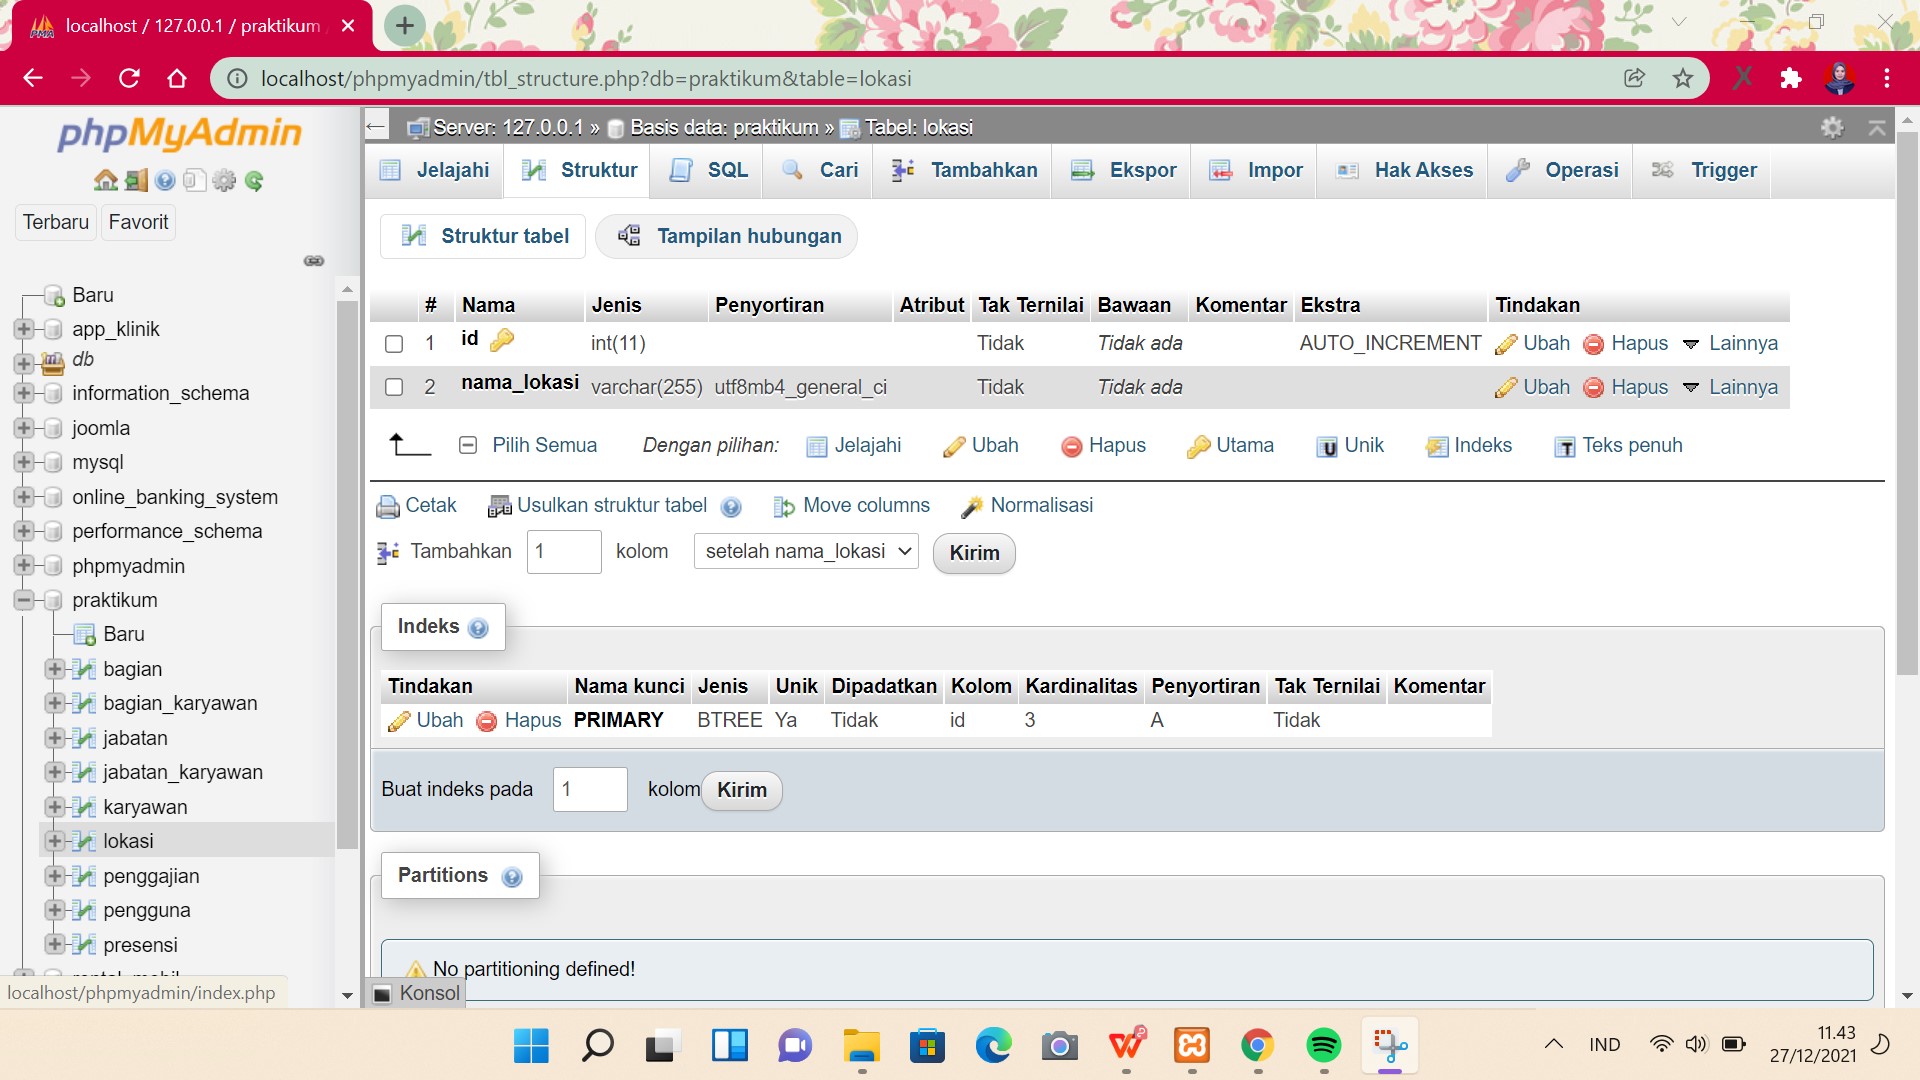 localhost / 127.0.0.1 / praktikum
localhost/phpmyadmin/tbl_structure.php?db=praktikum&table=lokasi
phpMyAdmin
Terbaru Favorit
Baru
app_klinik
db
information_schema
joomla
mysql
online_banking_system
performance_schema
phpmyadmin
praktikum
Baru
bagian
bagian_karyawan
jabatan
jabatan_karyawan
karyawan
lokasi
penggajian
pengguna
presensi
localhost/phpmyadmin/index.php
Server: 127.0.0.1 » Basis data: praktikum » Tabel: lokasi
Jelajahi Struktur SQL Cari Tambahkan Ekspor Impor Hak Akses Operasi Trigger
Struktur tabel Tampilan hubungan
# Nama Jenis Penyortiran Atribut Tak Ternilai Bawaan Komentar Ekstra Tindakan
1 id int(11) Tidak Tidak ada AUTO_INCREMENT Ubah Hapus Lainnya
2 nama_lokasi varchar(255) utf8mb4_general_ci Tidak Tidak ada Ubah Hapus Lainnya
Pilih Semua Dengan pilihan: Jelajahi Ubah Hapus Utama Unik Indeks Teks penuh
Cetak Usulkan struktur tabel Move columns Normalisasi
Tambahkan 1 kolom setelah nama_lokasi Kirim
Indeks
Tindakan Nama kunci Jenis Unik Dipadatkan Kolom Kardinalitas Penyortiran Tak Ternilai Komentar
Ubah Hapus PRIMARY BTREE Ya Tidak id 3 A Tidak
Buat indeks pada 1 kolom Kirim
Partitions
No partitioning defined!
Konsol
IND
11.43
27/12/2021